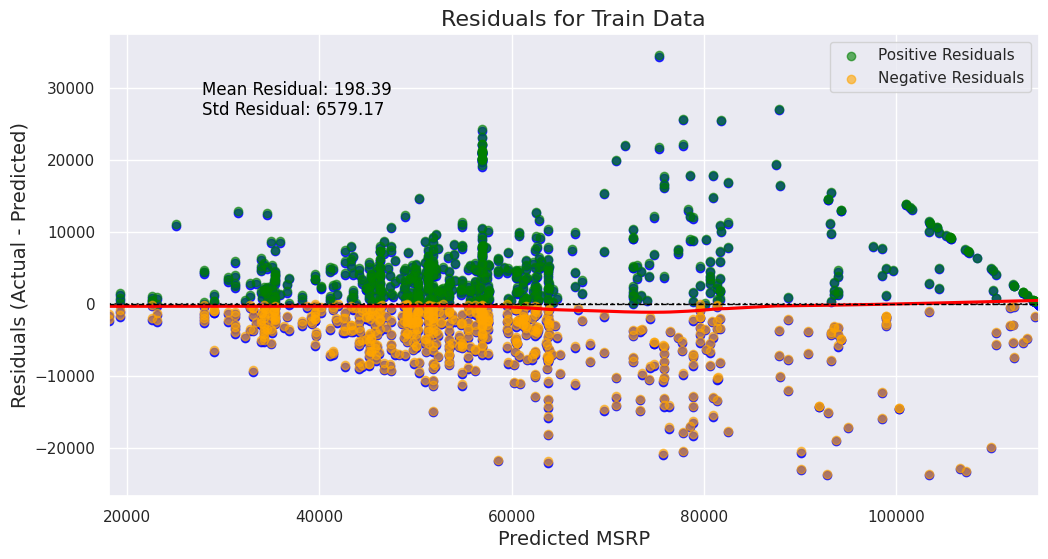 Residuals for Train Data
Positive Residuals
Negative Residuals
Mean Residual: 198.39
Std Residual: 6579.17
Residuals (Actual - Predicted)
30000
20000
10000
0
−10000
−20000
20000
40000
60000
80000
100000
Predicted MSRP